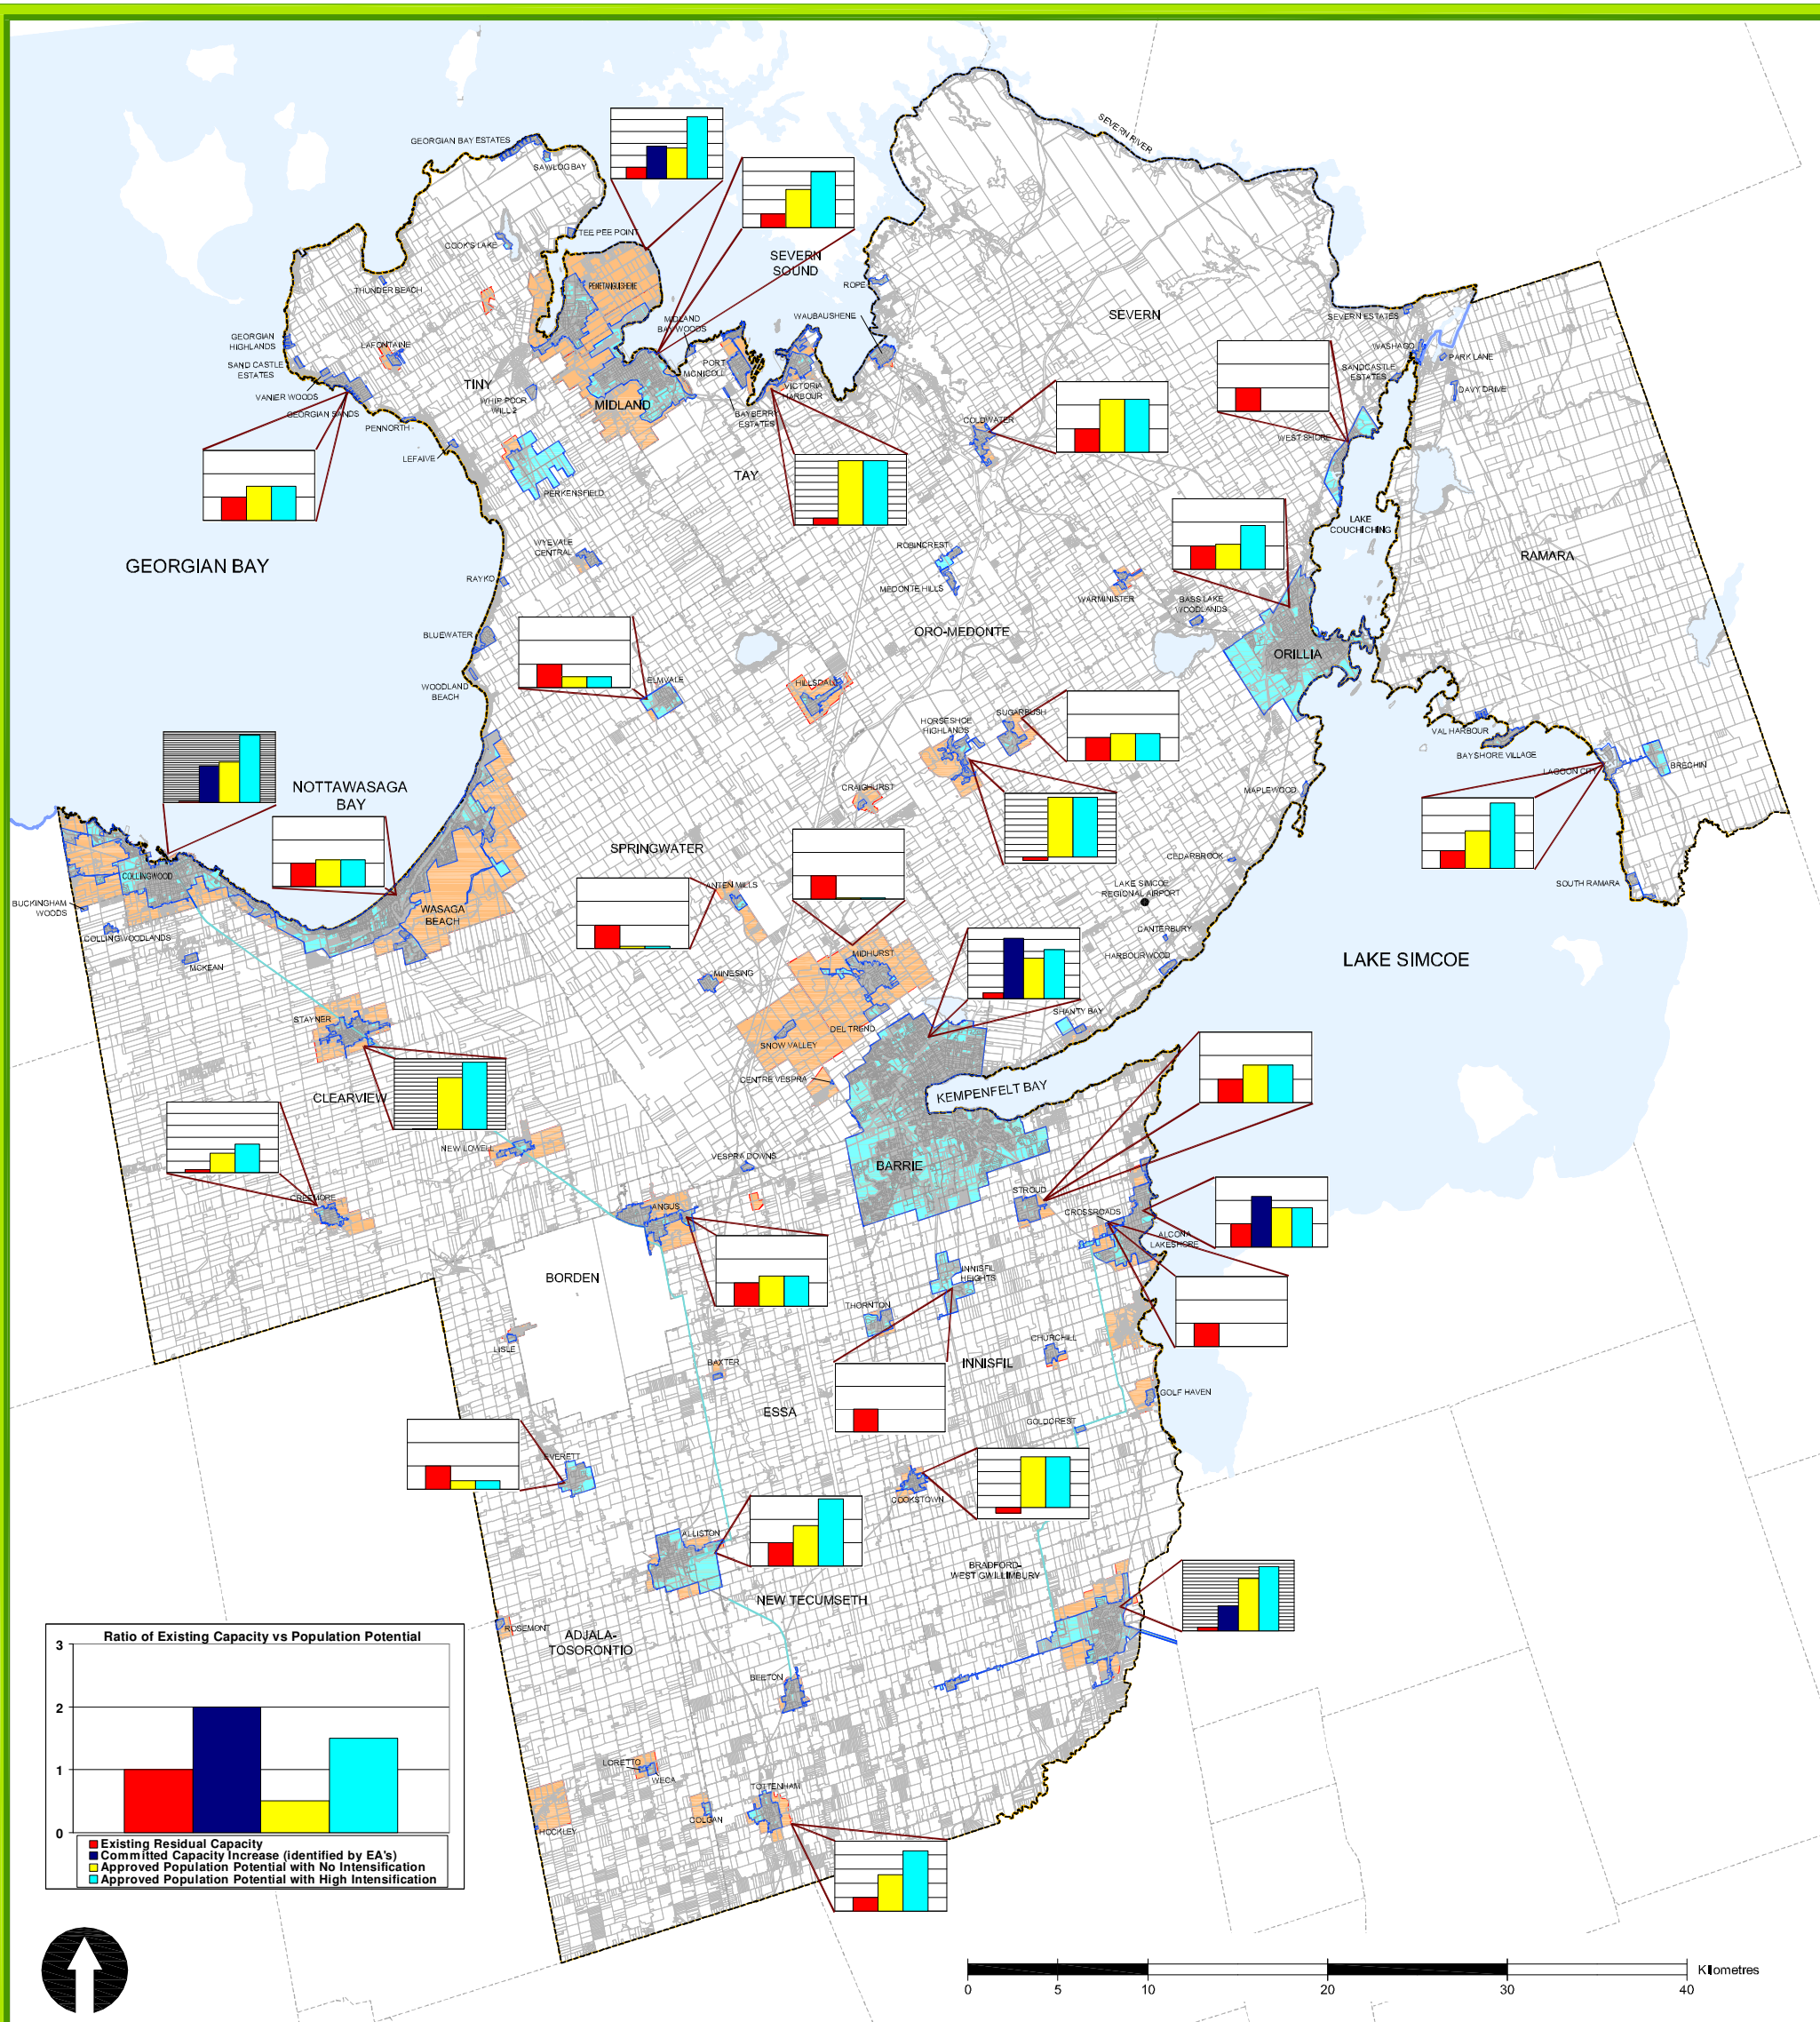 SEVERN RIVER
GEORGIAN BAY ESTATES
SAWLOG BAY
TEE PEE POINT
COOK'S LAKE
SEVERN
SOUND
THUNDER BEACH
PENETANGUISHENE
ROPE
SEVERN
MIDLAND
BAY WOODS
WAUBAUSHENE
SEVERN ESTATES
GEORGIAN
HIGHLANDS
LAFONTAINE
WASHAGO
PARK LANE
SAND CASTLE
ESTATES
TINY
PORT
MCNICOLL
SANDCASTLE
ESTATES
VANIER WOODS
WHIP POOR
WILL 2
VICTORIA
HARBOUR
DAVY DRIVE
GEORGIAN SANDS
MIDLAND
BAYBERRY
ESTATES
PENNORTH
COLDWATER
WEST SHORE
LEFAIVE
TAY
PERKENSFIELD
LAKE
COUCHICHING
WYEVALE
CENTRAL
ROBINCREST
RAMARA
GEORGIAN BAY
RAYKO
MEDONTE HILLS
WARMINISTER
BASS LAKE
WOODLANDS
BLUEWATER
ORO-MEDONTE
ORILLIA
WOODLAND
BEACH
ELMVALE
HILLSDALE
SUGARBUSH
HORSESHOE
HIGHLANDS
VAL HARBOUR
BAYSHORE VILLAGE
LAGOON CITY
BRECHIN
NOTTAWASAGA
BAY
CRAIGHURST
MAPLEWOOD
SPRINGWATER
CEDARBROOK
COLLINGWOOD
ANTEN MILLS
LAKE SIMCOE
REGIONAL AIRPORT
SOUTH RAMARA
BUCKINGHAM
WOODS
WASAGA
BEACH
COLLINGWOODLANDS
CANTERBURY
MCKEAN
MIDHURST
HARBOURWOOD
LAKE SIMCOE
MINESING
STAYNER
DEL TREND
SHANTY BAY
SNOW VALLEY
CENTRE VESPRA
CLEARVIEW
KEMPENFELT BAY
NEW LOWELL
VESPRA DOWNS
BARRIE
CREEMORE
ANGUS
STROUD
CROSSROADS
ALCONA
LAKESHORE
BORDEN
INNISFIL
HEIGHTS
THORNTON
LISLE
CHURCHILL
BAXTER
INNISFIL
GOLF HAVEN
ESSA
GOLDCREST
EVERETT
COOKSTOWN
ALLISTON
BRADFORD-
WEST GWILLIMBURY
NEW TECUMSETH
ROSEMONT
ADJALA-
TOSORONTIO
BEETON
LORETTO
WECA
TOTTENHAM
COLGAN
HOCKLEY
Ratio of Existing Capacity vs Population Potential
3
2
1
0
Existing Residual Capacity
Committed Capacity Increase (identified by EA's)
Approved Population Potential with No Intensification
Approved Population Potential with High Intensification
Kilometres
0 5 10 20 30 40